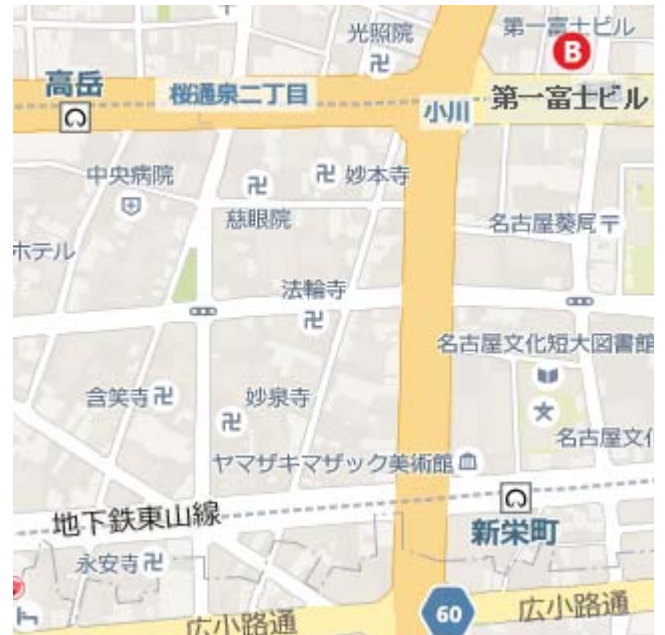 光照院
第一富士ビル
B
高岳
桜通泉二丁目
小川
第一富士ビル
中央病院
妙本寺
慈眼院
名古屋葵局〒
ホテル
法輪寺
名古屋文化短大図書館
文
含笑寺
妙泉寺
名古屋文化
ヤマザキマザック美術館
地下鉄東山線
新栄町
永安寺
60
広小路通
広小路通